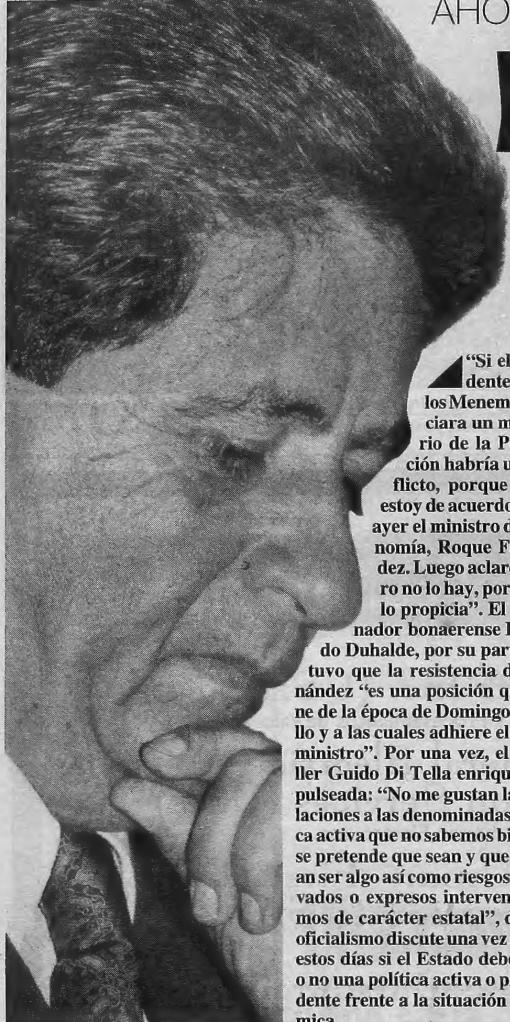 AHO
“Si el
dente
los Menem
ciara un m
rio de la P
ción habría u
flicto, porque
estoy de acuerdo
ayer el ministro d
nomía, Roque F
dez. Luego aclar
ro no lo hay, por
lo propicia”. El
nador bonaerense
do Duhalde, por su par
tuvo que la resistencia d
nández “es una posición q
ne de la época de Domingo
llo y a las cuales adhiere el
ministro”. Por una vez, el
ller Guido Di Tella enriqu
pulseada: “No me gustan l
laciones a las denominadas
ca activa que no sabemos bi
se pretende que sean y que
an ser algo así como riesgos
vados o expresos interven
mos de carácter estatal”, d
oficialismo discute una vez
estos días si el Estado deb
o no una política activa o p
dente frente a la situación
mica